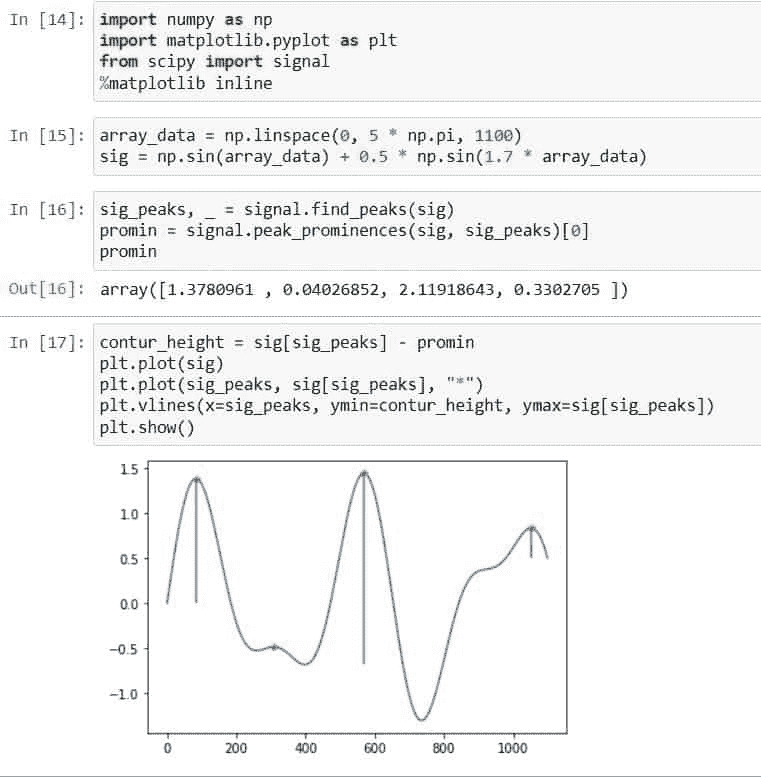 In [14]: import numpy as np
import matplotlib.pyplot as plt
from scipy import signal
%matplotlib inline
In [15]: array_data = np.linspace(0, 5 * np.pi, 1100)
sig = np.sin(array_data) + 0.5 * np.sin(1.7 * array_data)
In [16]: sig_peaks, _ = signal.find_peaks(sig)
promin = signal.peak_prominences(sig, sig_peaks)[0]
promin
Out[16]: array([1.3780961 , 0.04026852, 2.11918643, 0.3302705 ])
In [17]: contur_height = sig[sig_peaks] - promin
plt.plot(sig)
plt.plot(sig_peaks, sig[sig_peaks], "*")
plt.vlines(x=sig_peaks, ymin=contur_height, ymax=sig[sig_peaks])
plt.show()
1.5
1.0
0.5
0.0
−0.5
−1.0
0 200 400 600 800 1000